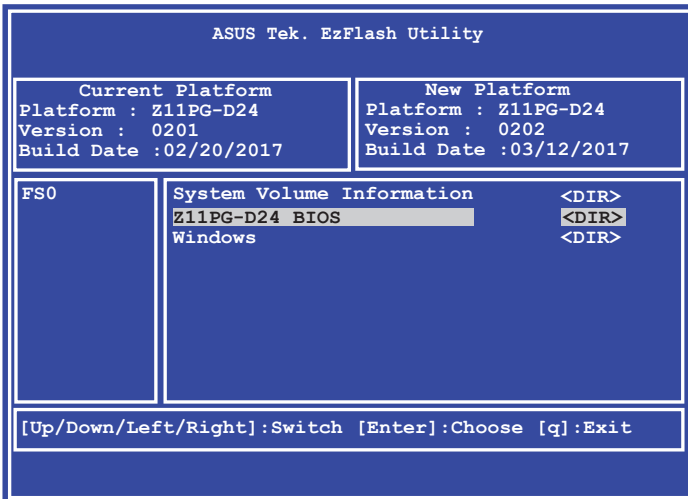 ASUS Tek. EzFlash Utility
Current Platform
Platform : Z11PG-D24
Version : 0201
Build Date :02/20/2017
New Platform
Platform : Z11PG-D24
Version : 0202
Build Date :03/12/2017
FS0
System Volume Information <DIR>
Z11PG-D24 BIOS <DIR>
Windows <DIR>
[Up/Down/Left/Right]:Switch [Enter]:Choose [q]:Exit